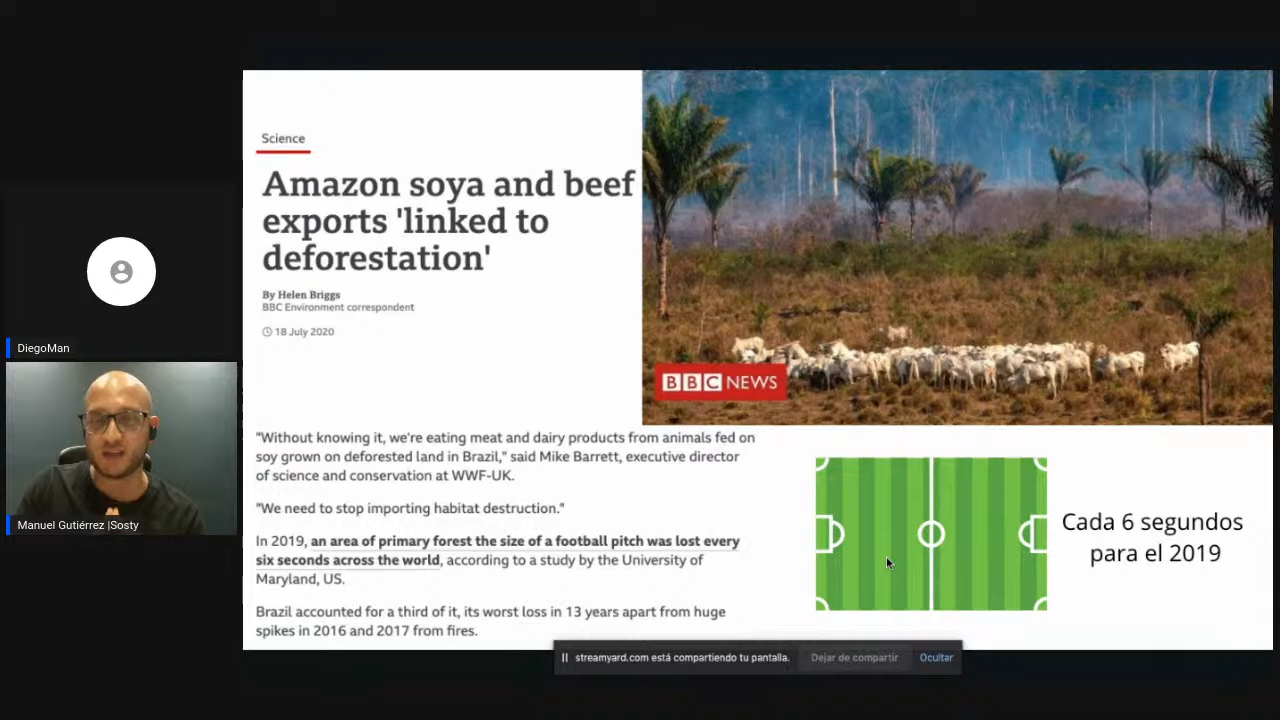 Science
Amazon soya and beef
exports 'linked to
deforestation'
By Helen Briggs
BBC Environment correspondent
18 July 2020
BBC NEWS
"Without knowing it, we're eating meat and dairy products from animals fed on
soy grown on deforested land in Brazil," said Mike Barrett, executive director
of science and conservation at WWF-UK.
"We need to stop importing habitat destruction."
In 2019, an area of primary forest the size of a football pitch was lost every
six seconds across the world, according to a study by the University of
Maryland, US.
Brazil accounted for a third of it, its worst loss in 13 years apart from huge
spikes in 2016 and 2017 from fires.
Cada 6 segundos
para el 2019
DiegoMan
Manuel Gutiérrez |Sosty
streamyard.com está compartiendo tu pantalla.
Dejar de compartir
Ocultar